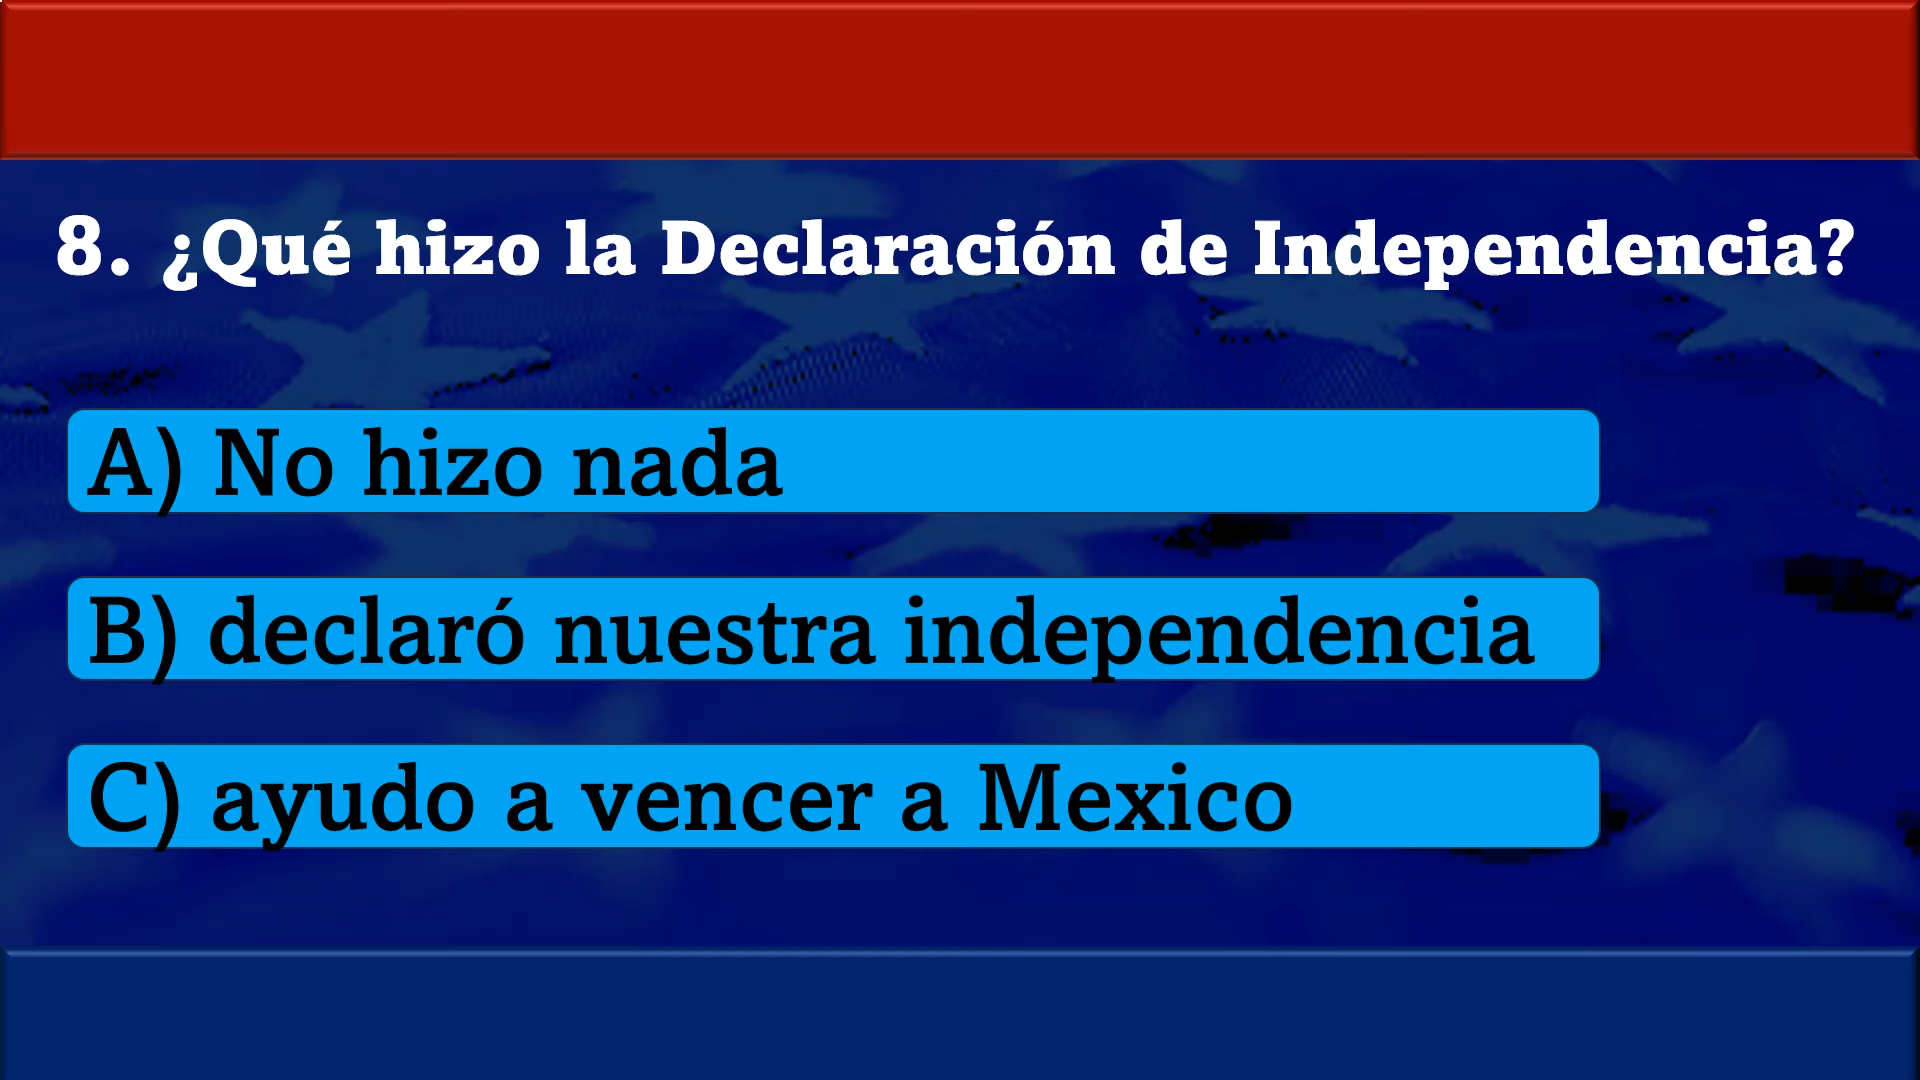 8. ¿Qué hizo la Declaración de Independencia?
A) No hizo nada
B) declaró nuestra independencia
C) ayudo a vencer a Mexico